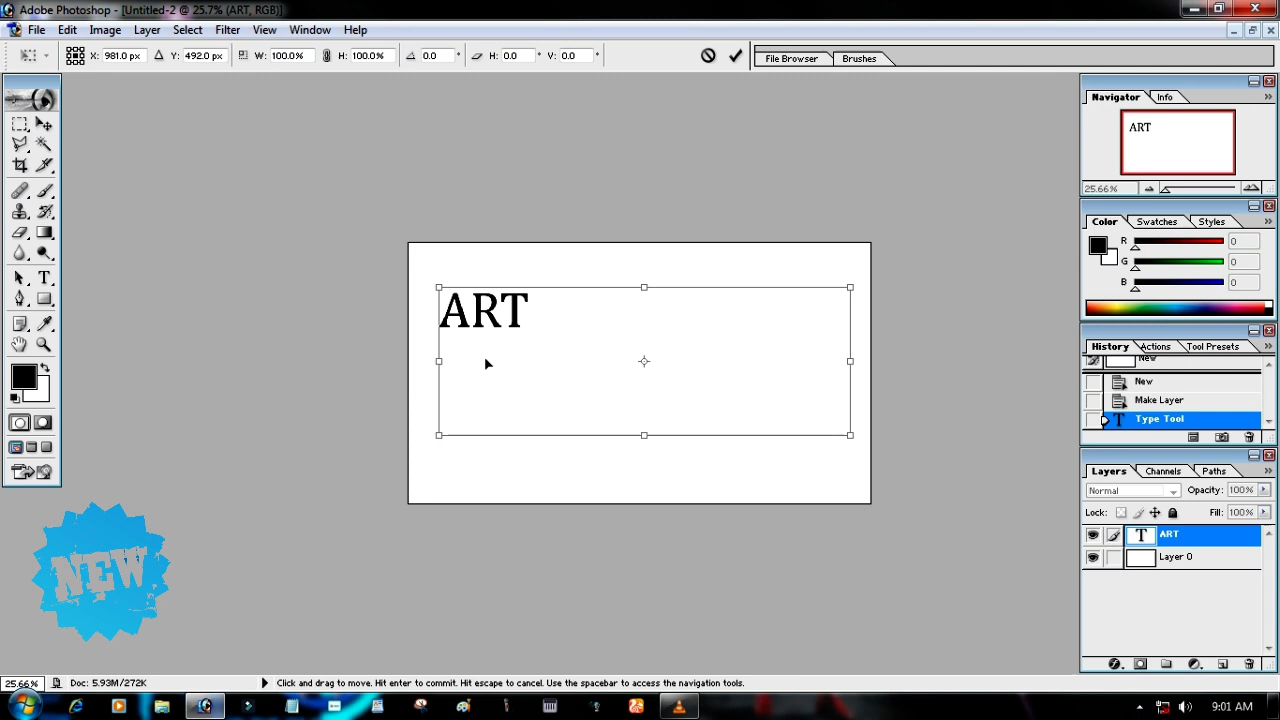 Adobe Photoshop - [Untitled-2 @ 25.7% (ART, RGB)]
File Edit Image Layer Select Filter View Window Help
X: 981.0 px Y: 492.0 px W: 100.0% H: 100.0% 0.0 ° H: 0.0 ° V: 0.0 °
File Browser Brushes
Navigator Info
ART
25.66%
Color Swatches Styles
R 0
G 0
B 0
ART
History Actions Tool Presets
New
New
Make Layer
Type Tool
Layers Channels Paths
Normal Opacity: 100%
Lock: Fill: 100%
T ART
Layer 0
NEW
25.66% Doc: 5.93M/272K Click and drag to move. Hit enter to commit. Hit escape to cancel. Use the spacebar to access the navigation tools.
9:01 AM